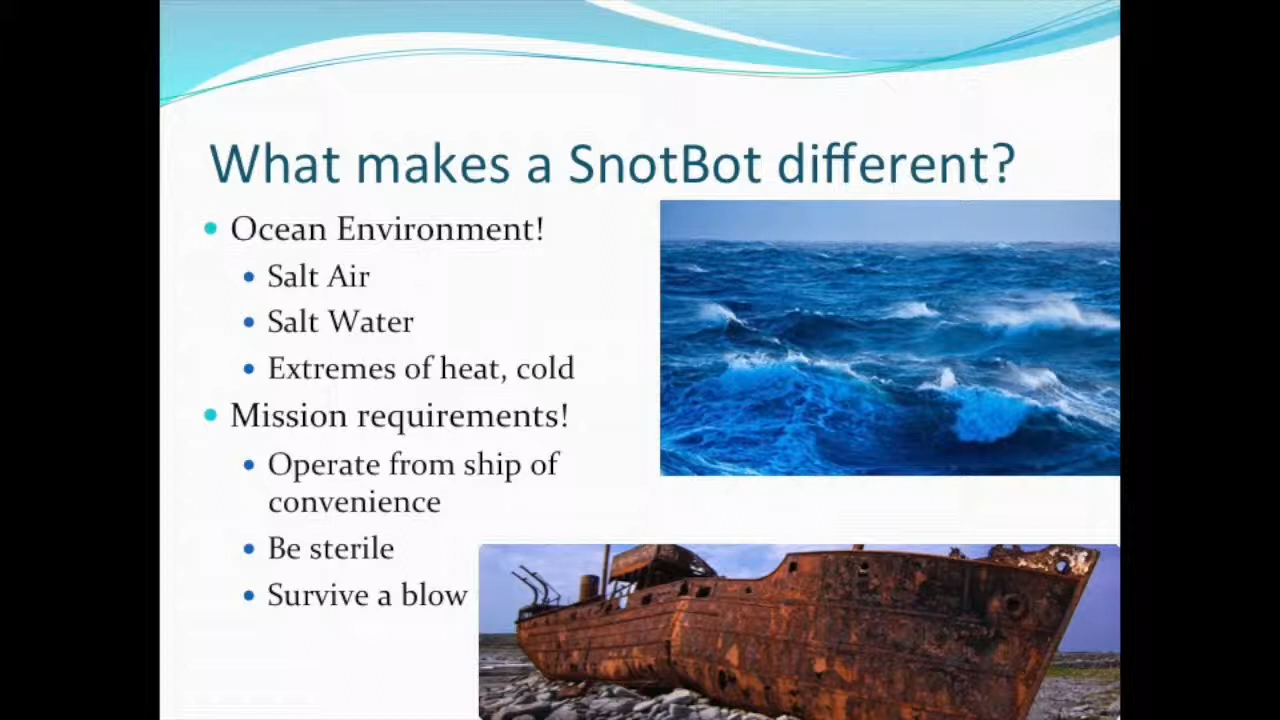 What makes a SnotBot different?
Ocean Environment!
Salt Air
Salt Water
Extremes of heat, cold
Mission requirements!
Operate from ship of
convenience
Be sterile
Survive a blow